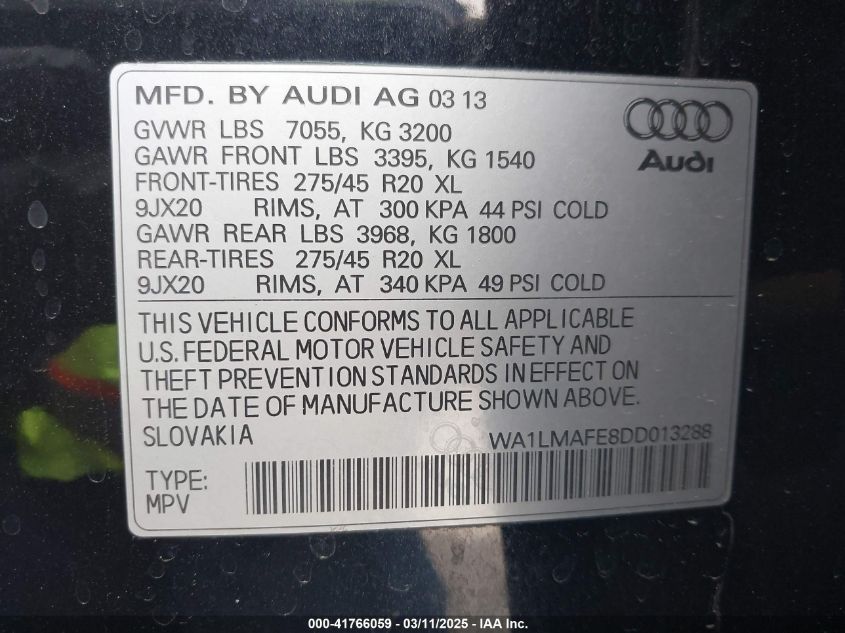 MFD. BY AUDI AG 03 13
GVWR LBS 7055, KG 3200
GAWR FRONT LBS 3395, KG 1540
FRONT-TIRES 275/45 R20 XL
9JX20 RIMS, AT 300 KPA 44 PSI COLD
GAWR REAR LBS 3968, KG 1800
REAR-TIRES 275/45 R20 XL
9JX20 RIMS, AT 340 KPA 49 PSI COLD
Audi
THIS VEHICLE CONFORMS TO ALL APPLICABLE
U.S. FEDERAL MOTOR VEHICLE SAFETY AND
THEFT PREVENTION STANDARDS IN EFFECT ON
THE DATE OF MANUFACTURE SHOWN ABOVE.
SLOVAKIA WA1LMAFE8DD013288
TYPE:
MPV
000-41766059 - 03/11/2025 - IAA Inc.